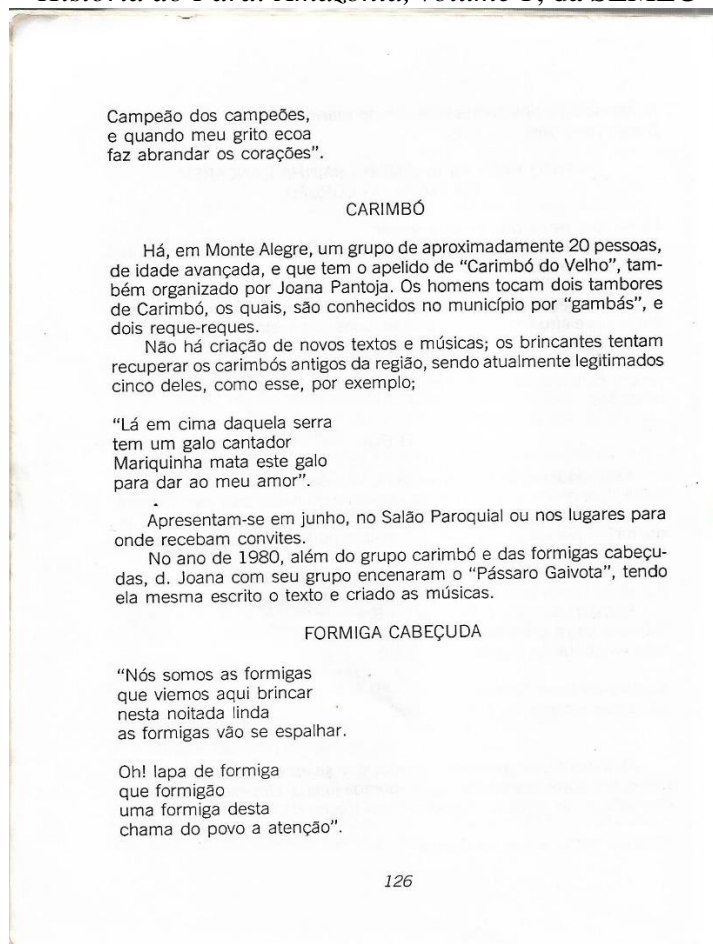 Campeão dos campeões,
e quando meu grito ecoa
faz abrandar os corações".
CARIMBÓ
Há, em Monte Alegre, um grupo de aproximadamente 20 pessoas,
de idade avançada, e que tem o apelido de "Carimbó do Velho", tam-
bém organizado por Joana Pantoja. Os homens tocam dois tambores
de Carimbó, os quais, são conhecidos no município por "gambás", e
dois reque-reques.
Não há criação de novos textos e músicas; os brincantes tentam
recuperar os carimbós antigos da região, sendo atualmente legitimados
cinco deles, como esse, por exemplo;
"Lá em cima daquela serra
tem um galo cantador
Mariquinha mata este galo
para dar ao meu amor".
Apresentam-se em junho, no Salão Paroquial ou nos lugares para
onde recebam convites.
No ano de 1980, além do grupo carimbó e das formigas cabeçu-
das, d. Joana com seu grupo encenaram o "Pássaro Gaivota", tendo
ela mesma escrito o texto e criado as músicas.
FORMIGA CABEÇUDA
"Nós somos as formigas
que viemos aqui brincar
nesta noitada linda
as formigas vão se espalhar.
Oh! lapa de formiga
que formigão
uma formiga desta
chama do povo a atenção".
126